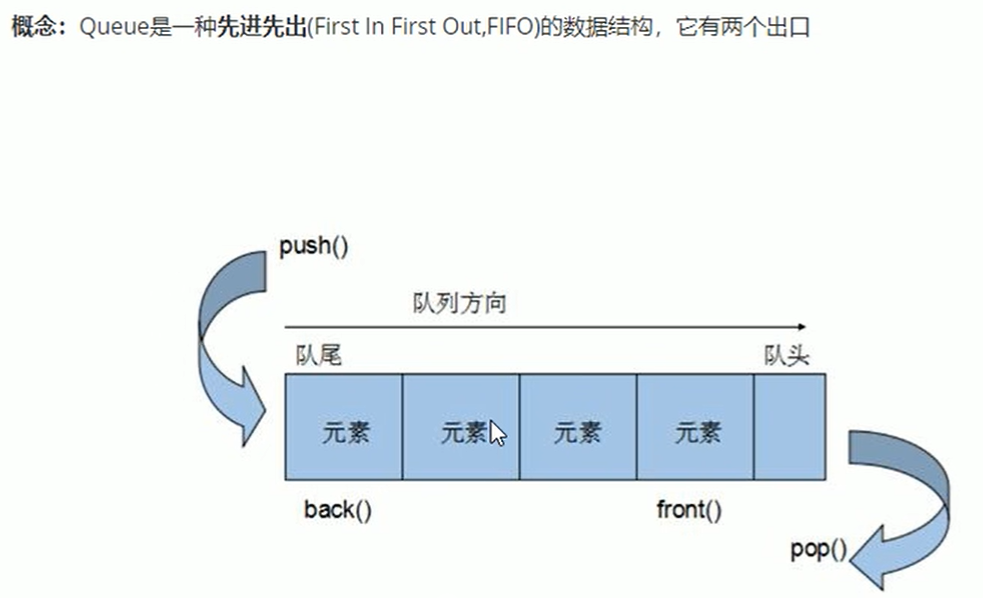 概念：Queue是一种先进先出(First In First Out,FIFO)的数据结构，它有两个出口
push()
队列方向
队尾 队头
元素 元素 元素 元素
back() front()
pop()